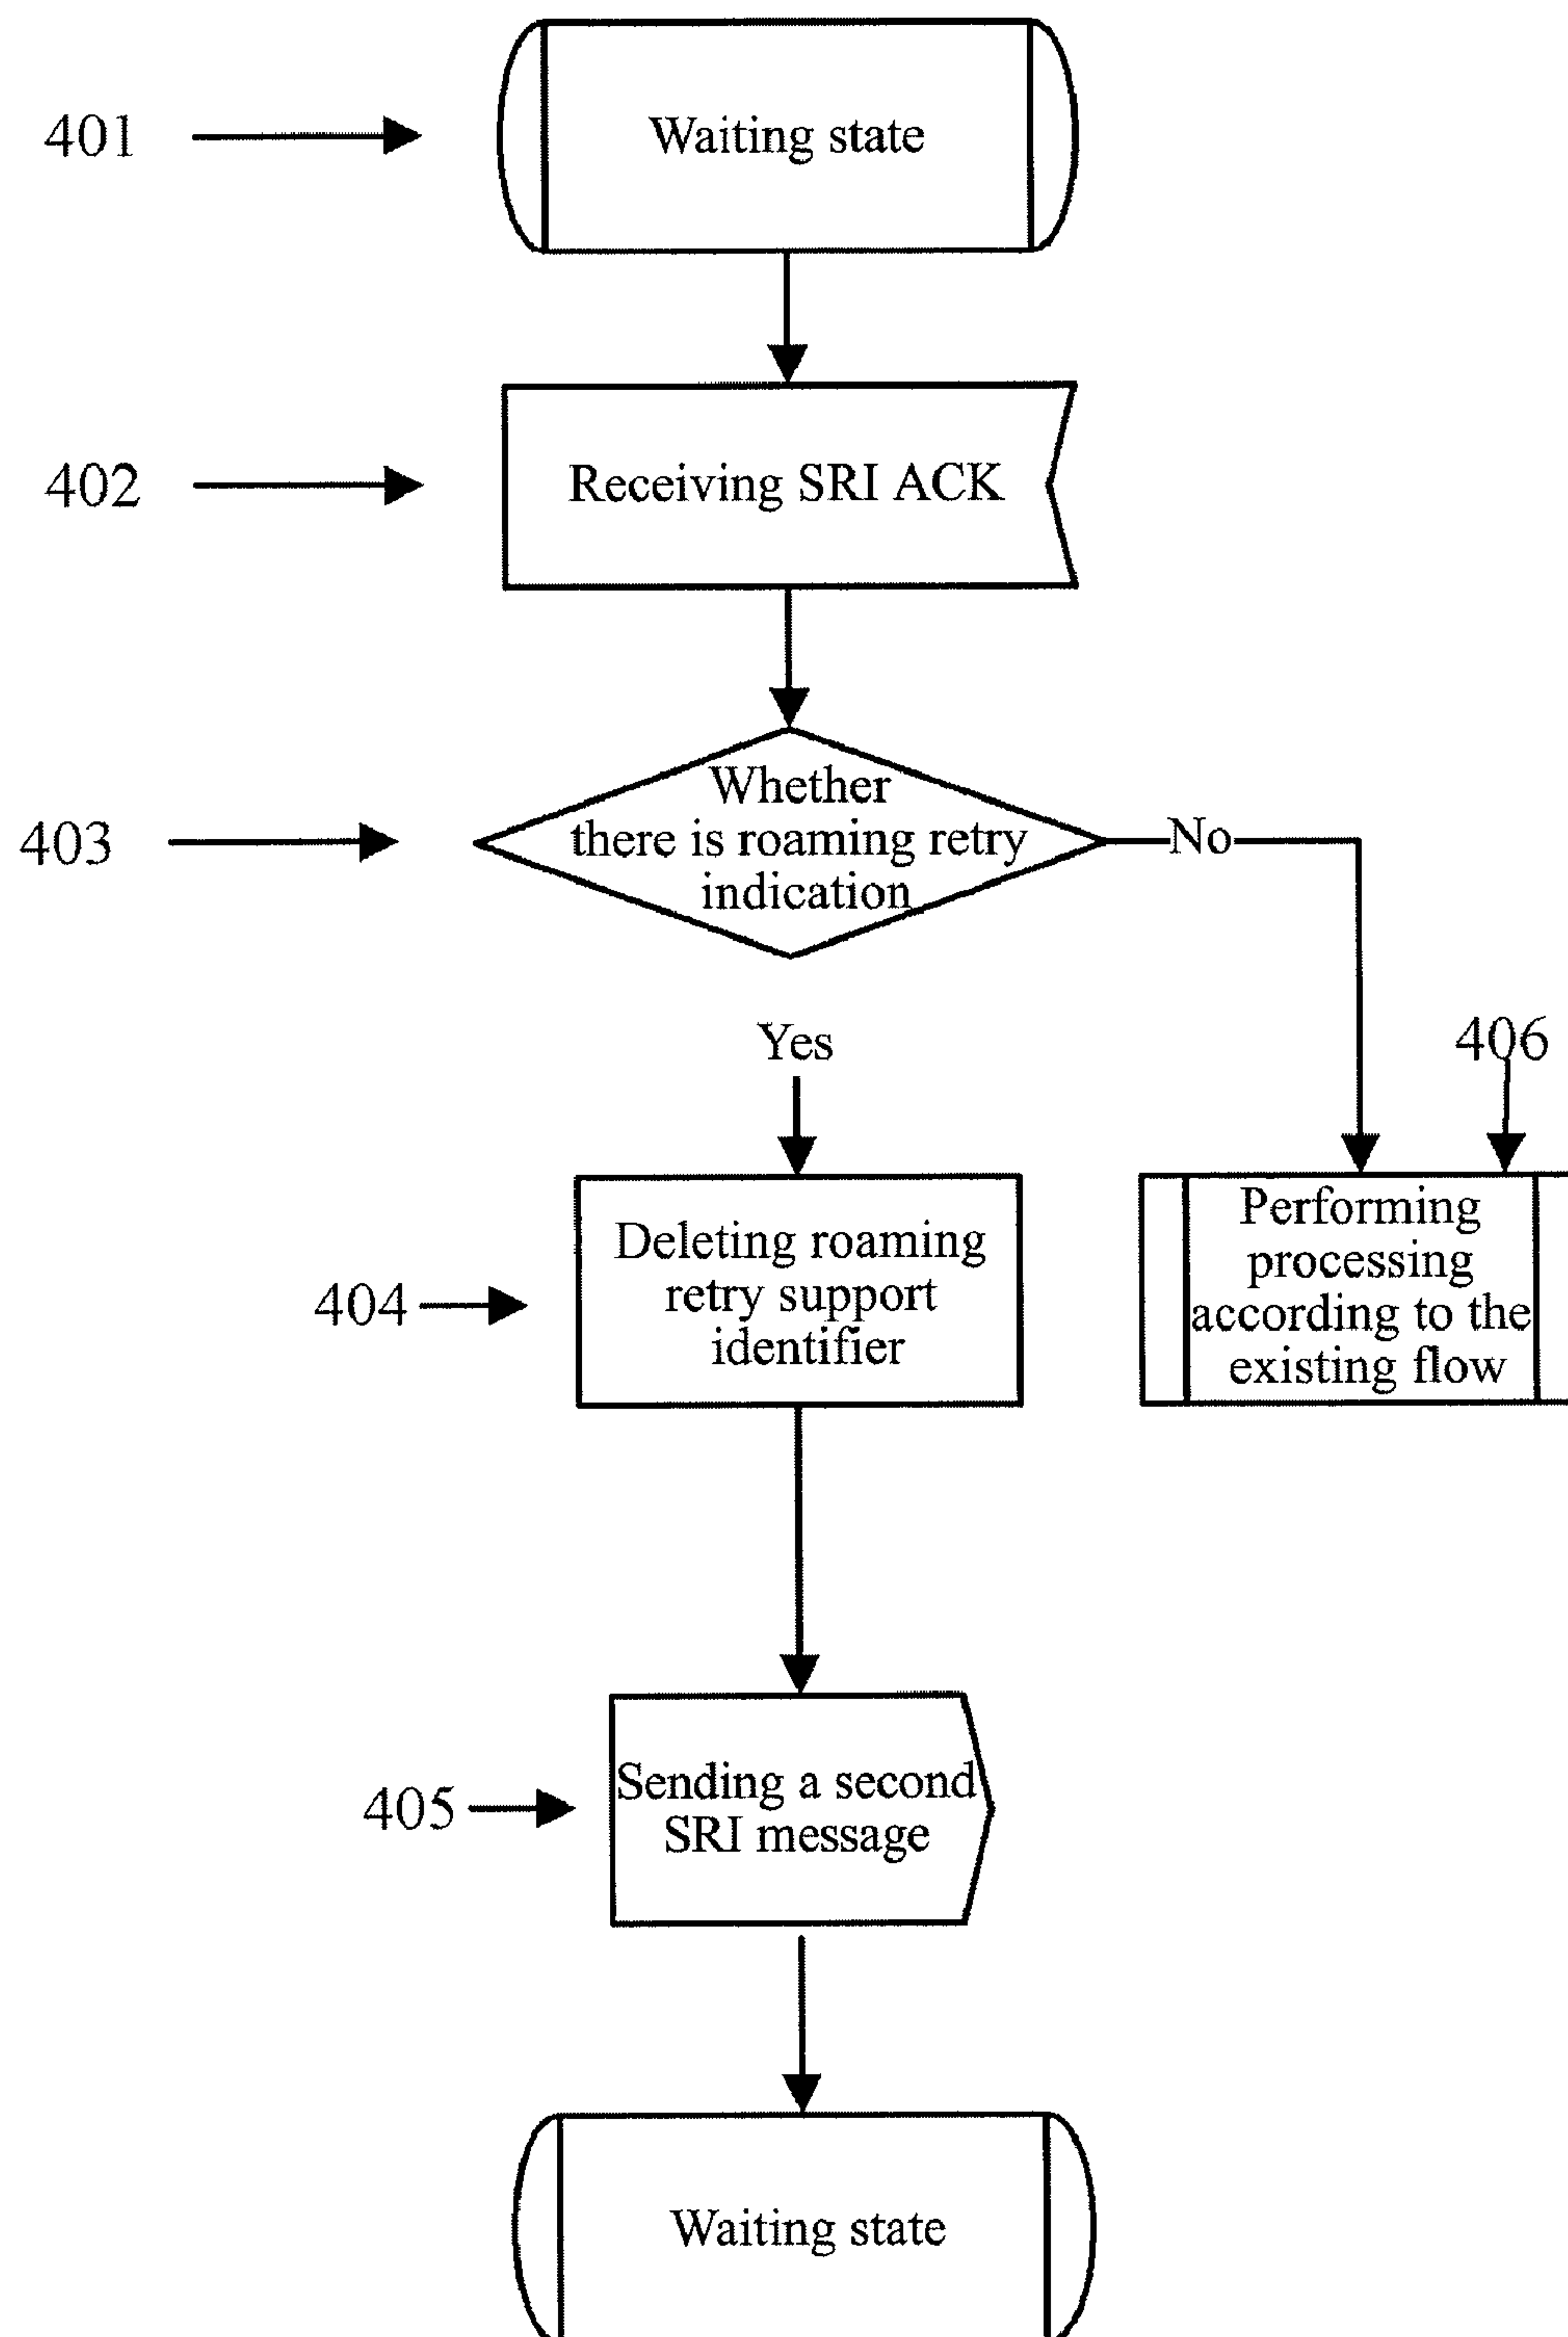 401
Waiting state
402
Receiving SRI ACK
403
Whether
there is roaming retry
indication
No
Yes
406
404
Deleting roaming
retry support
identifier
Performing
processing
according to the
existing flow
405
Sending a second
SRI message
Waiting state